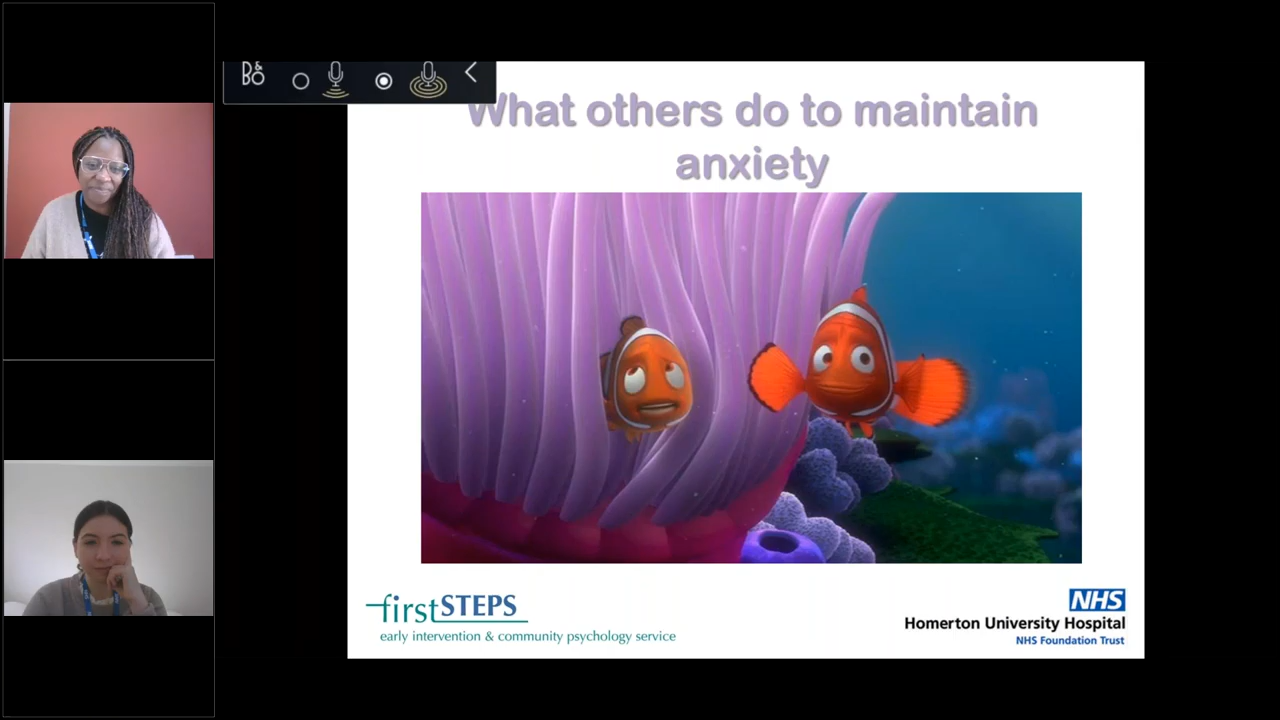 B&
BO
What others do to maintain
anxiety
firstSTEPS
early intervention & community psychology service
NHS
Homerton University Hospital
NHS Foundation Trust